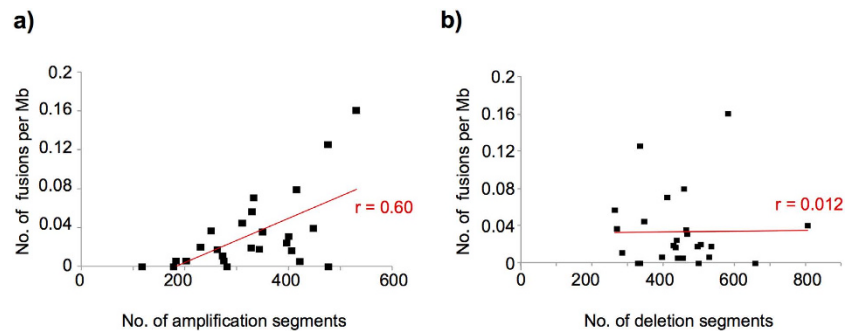 a)
No. of fusions per Mb
0.2
0.16
0.12
0.08
0.04
0
0 200 400 600
r = 0.60
No. of amplification segments
b)
No. of fusions per Mb
0.2
0.16
0.12
0.08
0.04
0
0 200 400 600 800
r = 0.012
No. of deletion segments